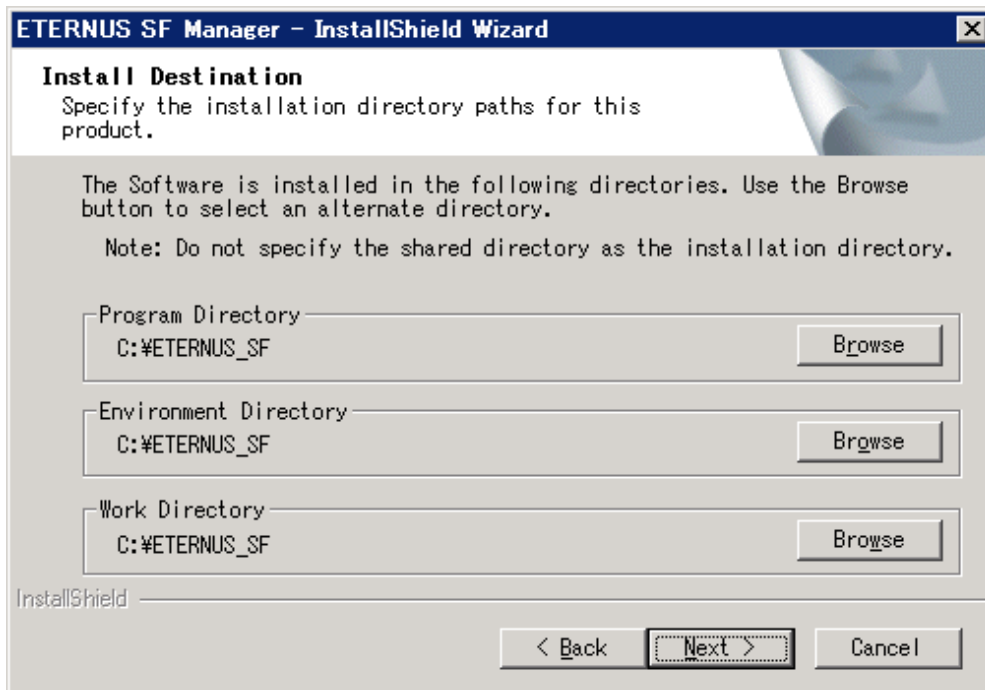 ETERNUS SF Manager - InstallShield Wizard
Install Destination
Specify the installation directory paths for this
product.
The Software is installed in the following directories. Use the Browse
button to select an alternate directory.
Note: Do not specify the shared directory as the installation directory.
Program Directory
C:¥ETERNUS_SF
Browse
Environment Directory
C:¥ETERNUS_SF
Browse
Work Directory
C:¥ETERNUS_SF
Browse
InstallShield
< Back
Next >
Cancel